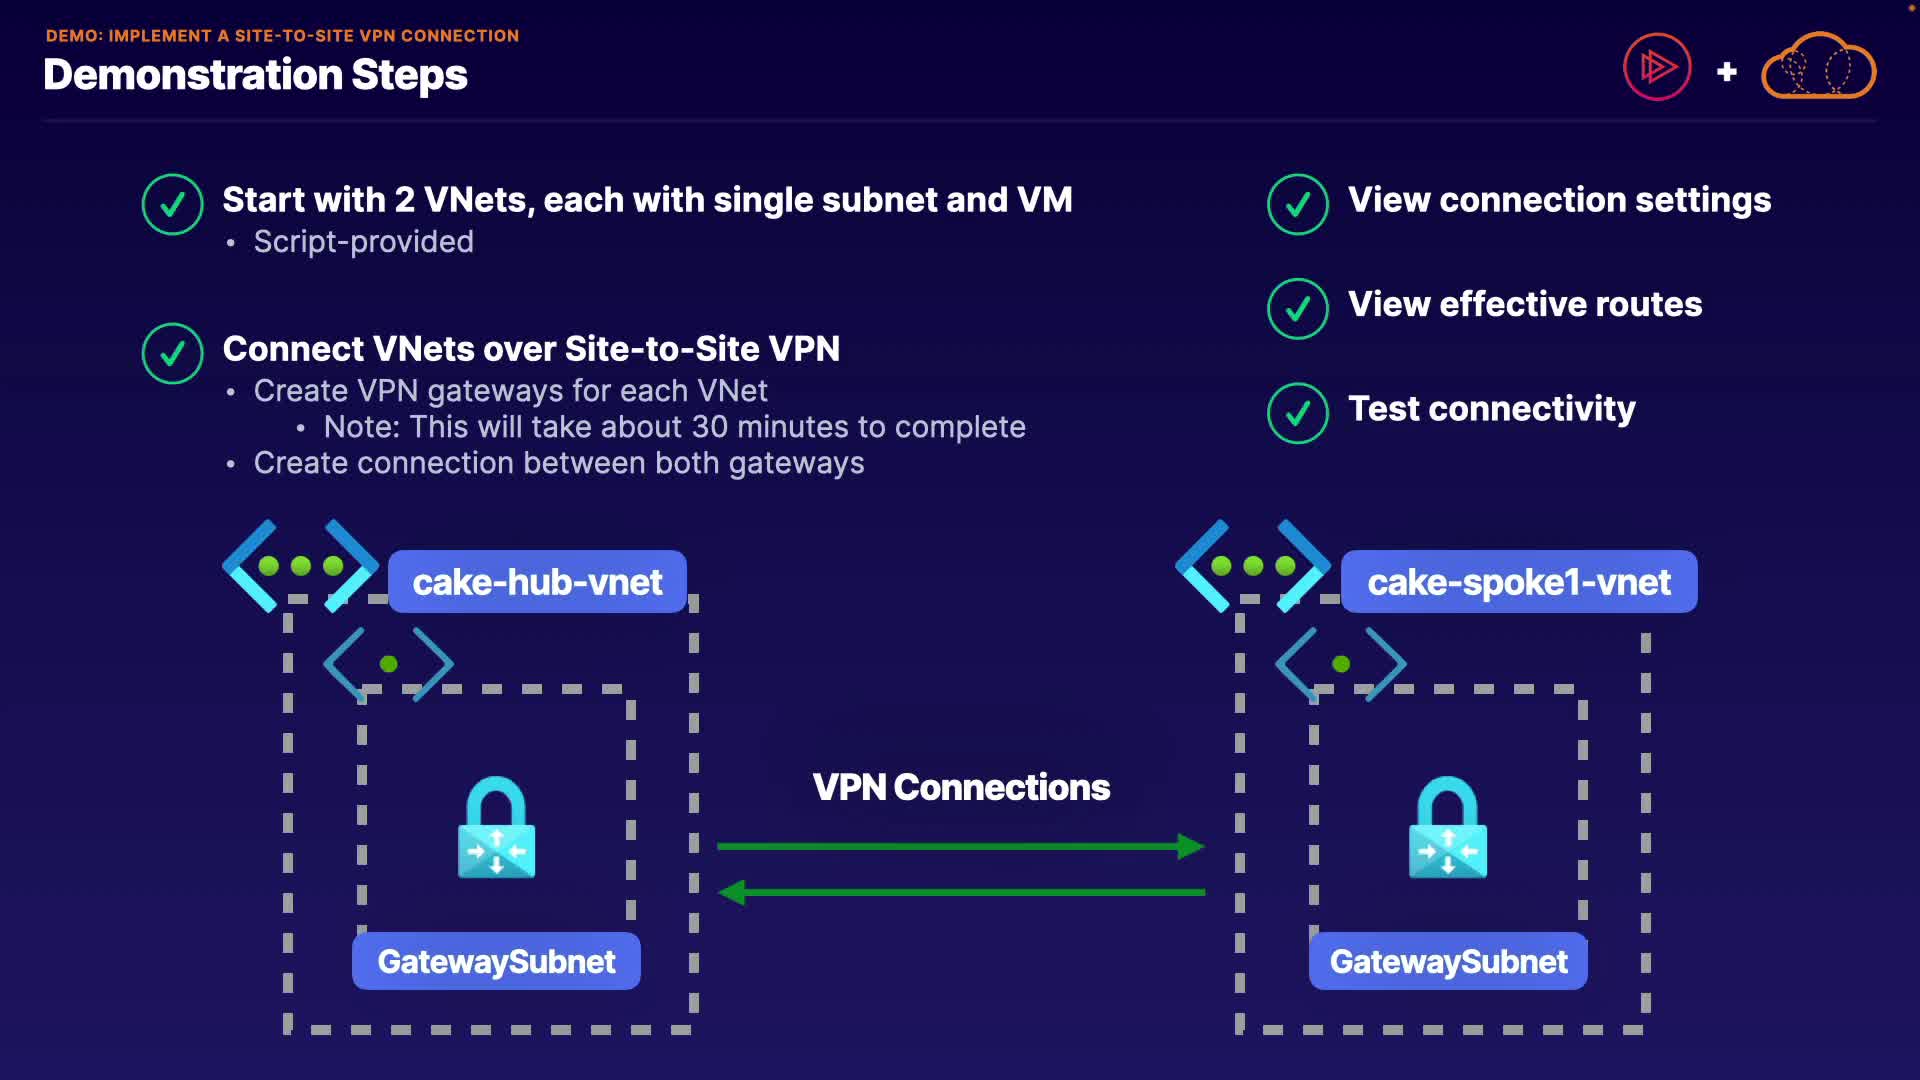 DEMO: IMPLEMENT A SITE-TO-SITE VPN CONNECTION
Demonstration Steps
Start with 2 VNets, each with single subnet and VM
• Script-provided
Connect VNets over Site-to-Site VPN
• Create VPN gateways for each VNet
• Note: This will take about 30 minutes to complete
• Create connection between both gateways
View connection settings
View effective routes
Test connectivity
cake-hub-vnet
cake-spoke1-vnet
VPN Connections
GatewaySubnet
GatewaySubnet